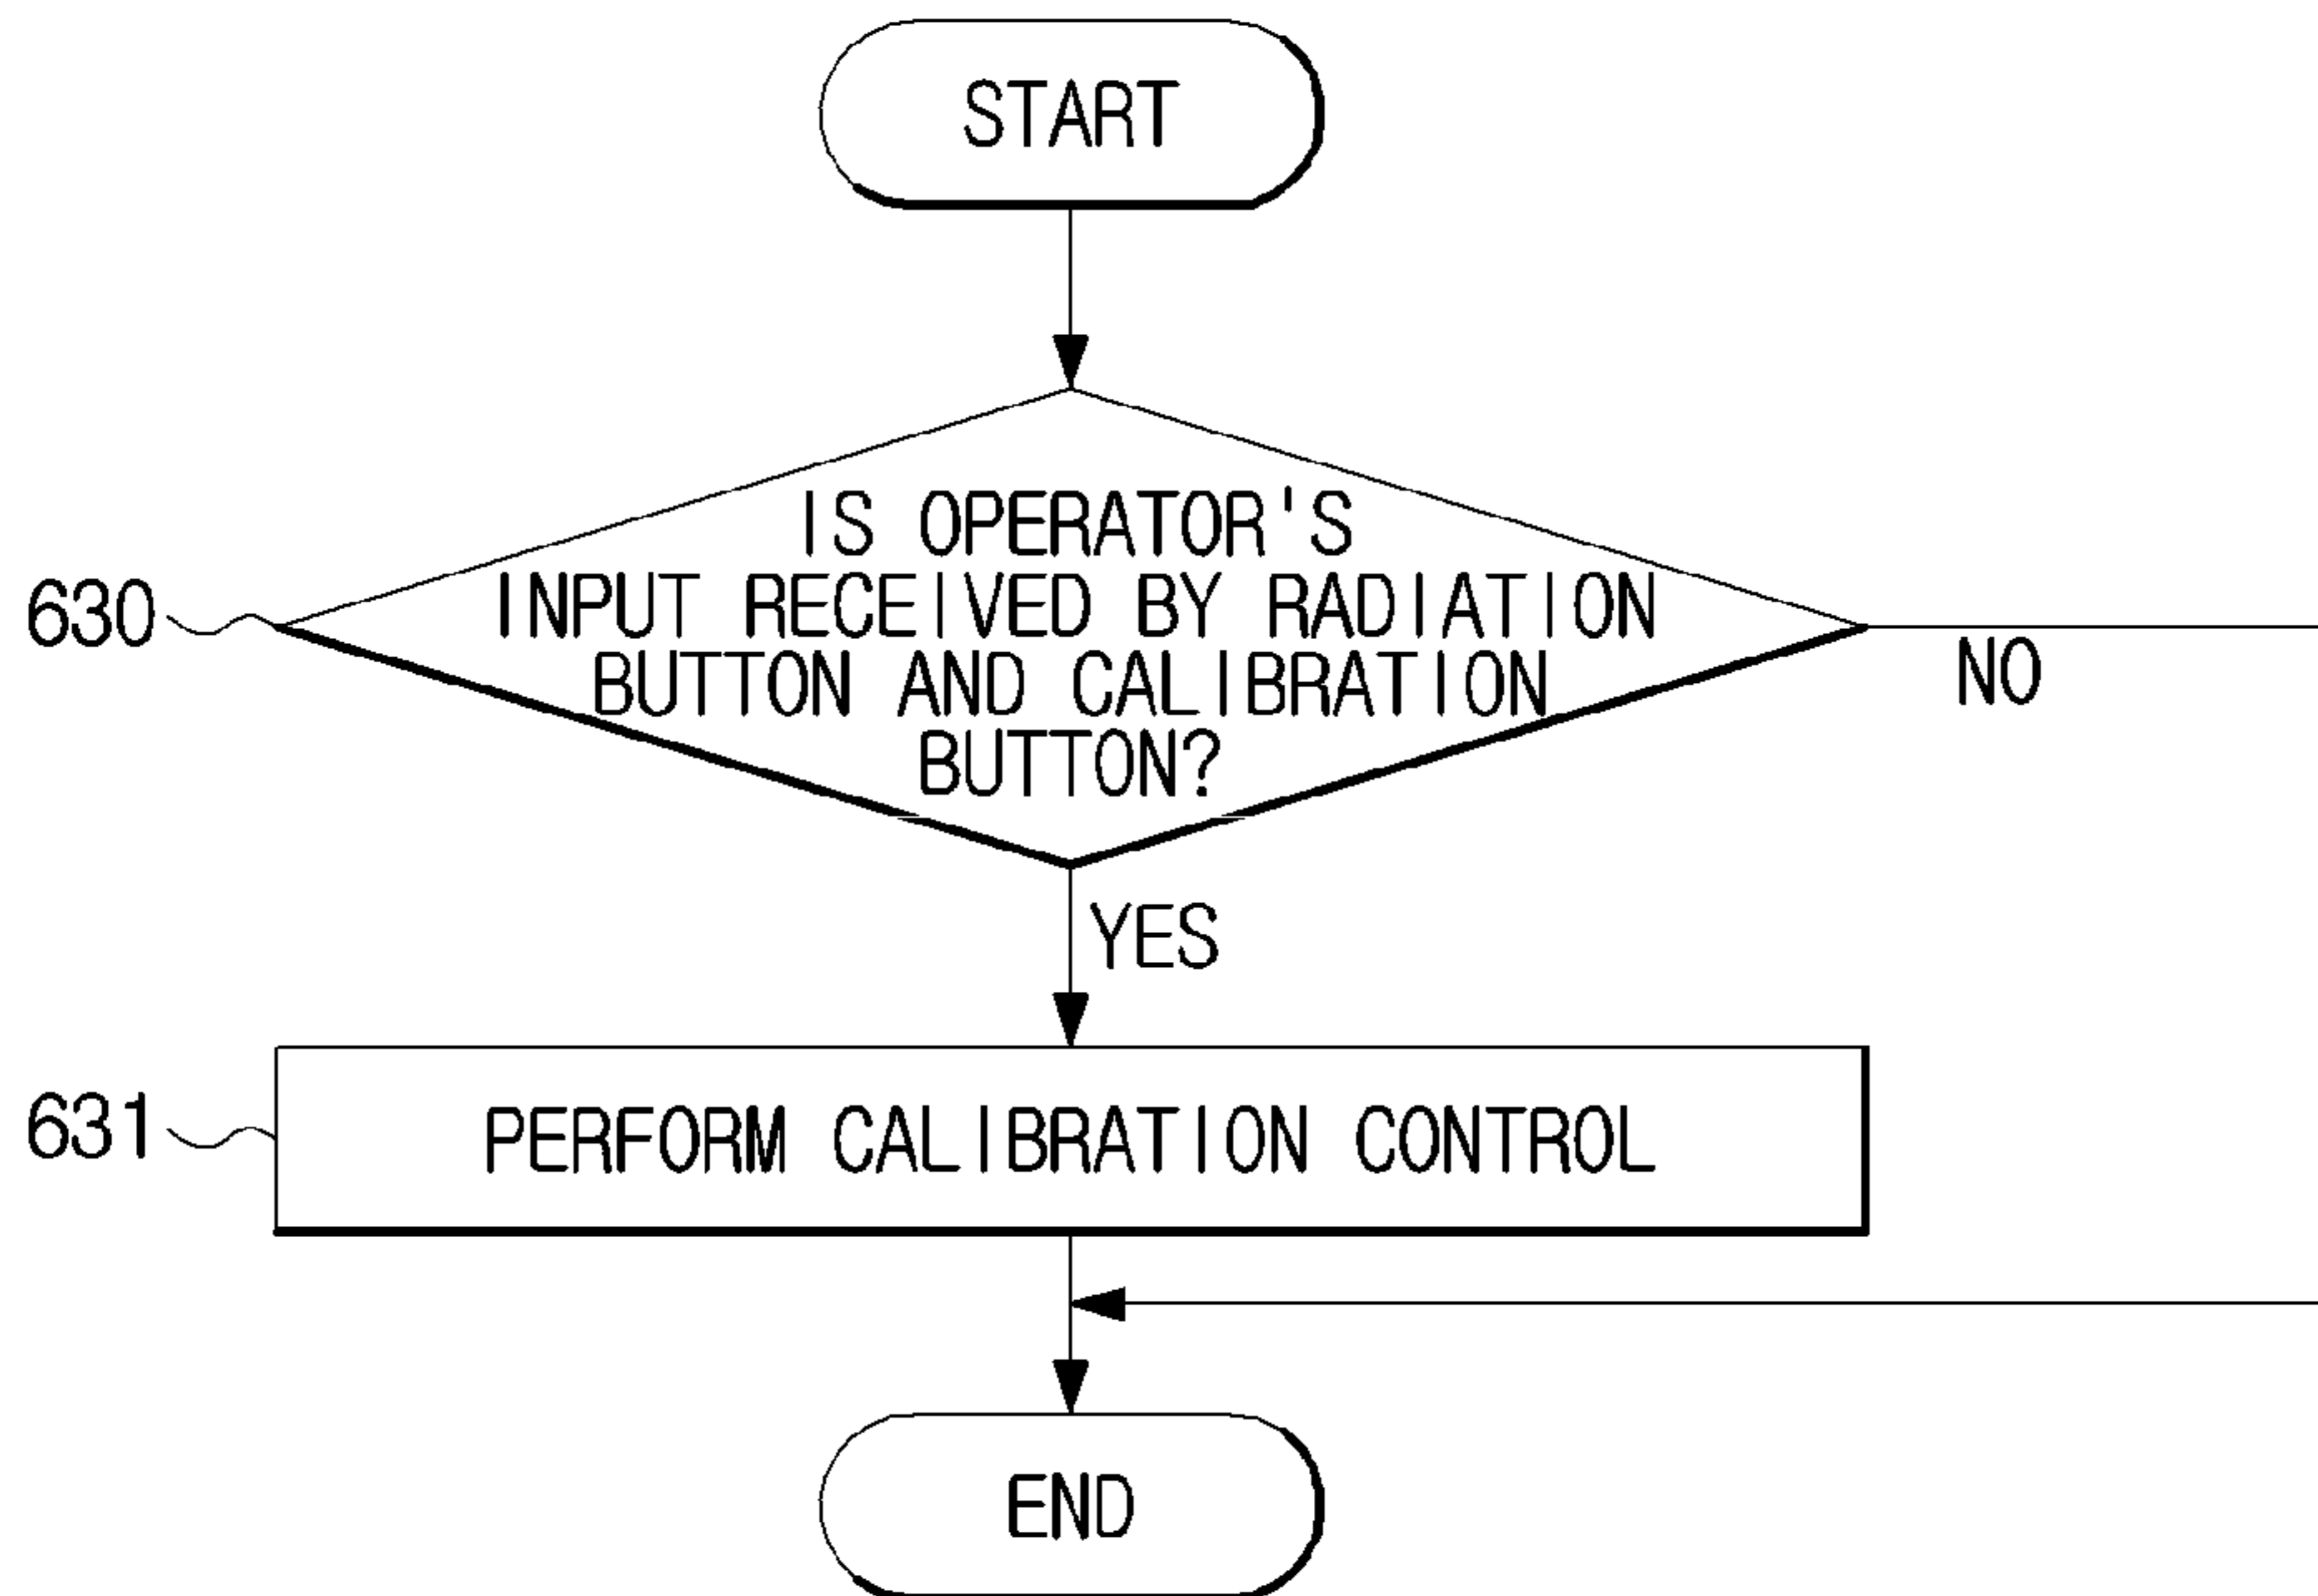 START
630
IS OPERATOR'S
INPUT RECEIVED BY RADIATION
BUTTON AND CALIBRATION
BUTTON?
NO
YES
631
PERFORM CALIBRATION CONTROL
END